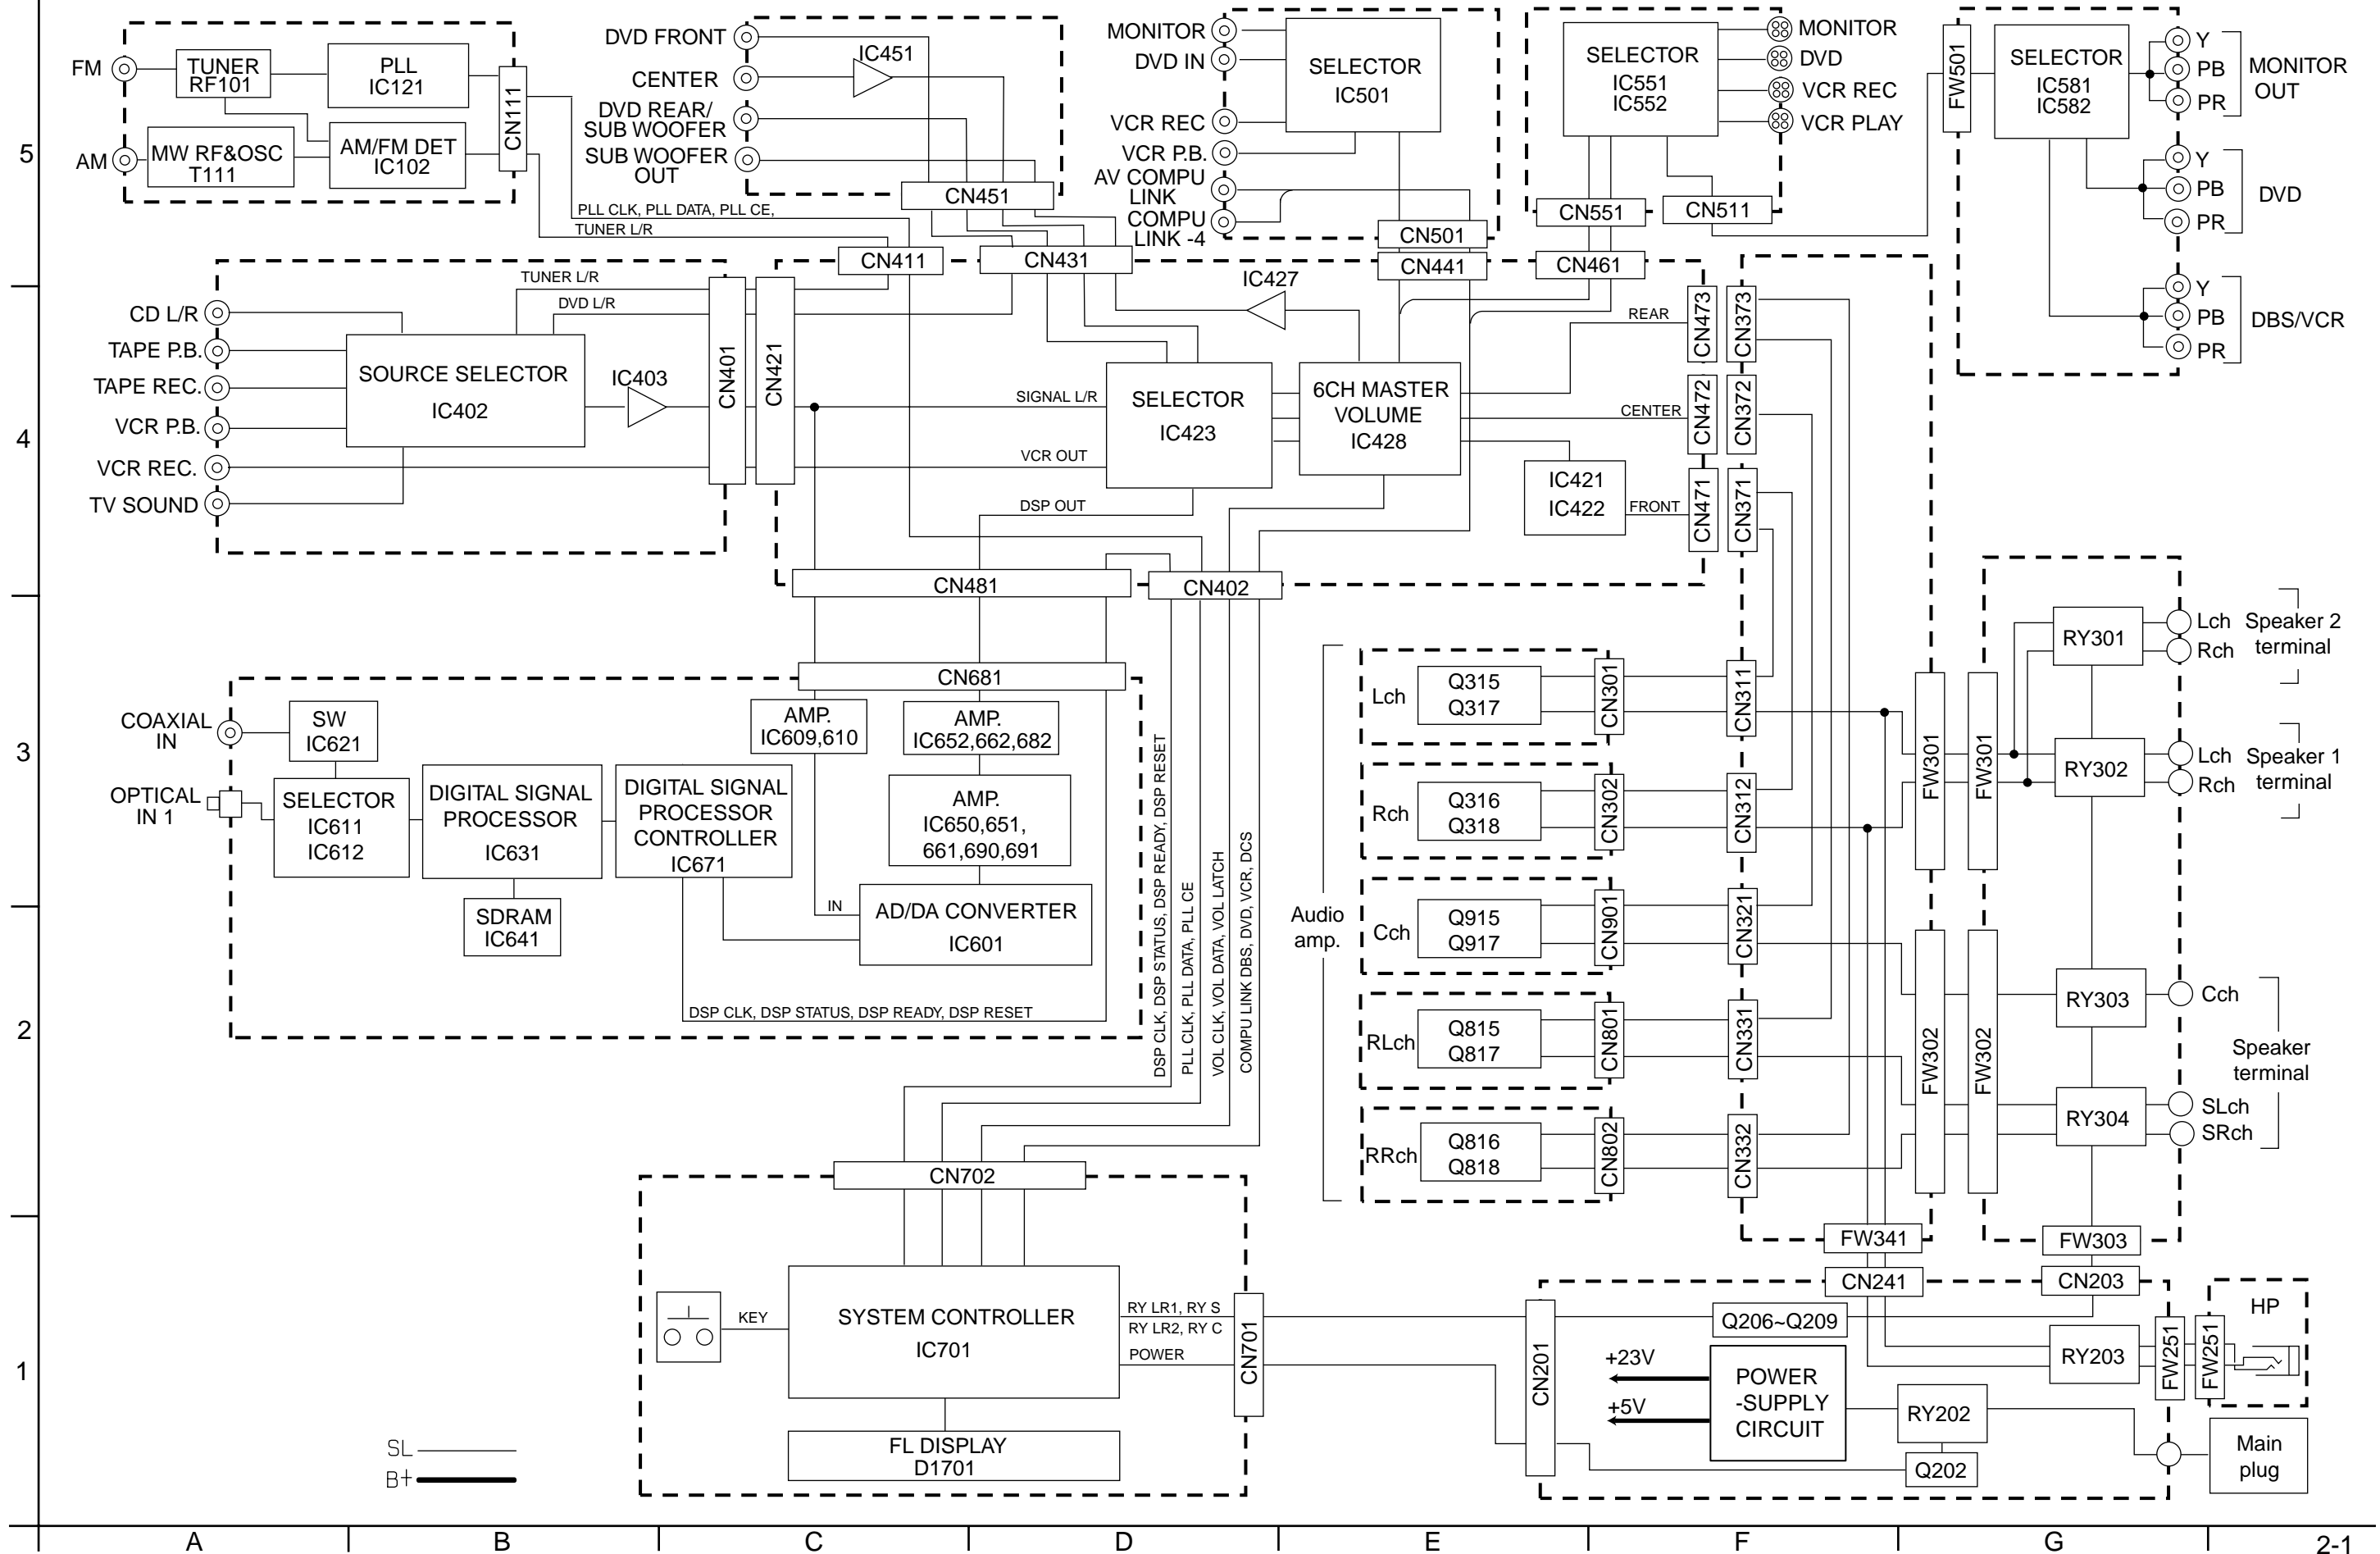 FM
TUNER
RF101
PLL
IC121
CN111
AM
MW RF&OSC
T111
AM/FM DET
IC102
DVD FRONT
CENTER
DVD REAR/
SUB WOOFER
SUB WOOFER
OUT
IC451
CN451
MONITOR
DVD IN
VCR REC
VCR P.B.
AV COMPU
LINK
COMPU
LINK -4
SELECTOR
IC501
CN501
SELECTOR
IC551
IC552
MONITOR
DVD
VCR REC
VCR PLAY
CN551
CN511
FW501
SELECTOR
IC581
IC582
Y
PB
PR
MONITOR
OUT
Y
PB
PR
DVD
Y
PB
PR
DBS/VCR
5
PLL CLK, PLL DATA, PLL CE,
TUNER L/R
CN411
CN431
CN441
CN461
TUNER L/R
DVD L/R
CD L/R
TAPE P.B.
TAPE REC.
VCR P.B.
VCR REC.
TV SOUND
SOURCE SELECTOR
IC402
IC403
CN401
CN421
IC427
SIGNAL L/R
VCR OUT
DSP OUT
SELECTOR
IC423
6CH MASTER
VOLUME
IC428
REAR
CENTER
IC421
IC422
FRONT
CN473
CN373
CN472
CN372
CN471
CN371
4
CN481
CN402
CN681
COAXIAL
IN
OPTICAL
IN 1
SW
IC621
SELECTOR
IC611
IC612
DIGITAL SIGNAL
PROCESSOR
IC631
SDRAM
IC641
DIGITAL SIGNAL
PROCESSOR
CONTROLLER
IC671
AMP.
IC609,610
AMP.
IC652,662,682
AMP.
IC650,651,
661,690,691
IN
AD/DA CONVERTER
IC601
DSP CLK, DSP STATUS, DSP READY, DSP RESET
3
DSP CLK, DSP STATUS, DSP READY, DSP RESET
PLL CLK, PLL DATA, PLL CE
VOL CLK, VOL DATA, VOL LATCH
COMPU LINK DBS, DVD, VCR, DCS
Audio
amp.
Lch
Q315
Q317
CN301
CN311
Rch
Q316
Q318
CN302
CN312
Cch
Q915
Q917
CN901
CN321
RLch
Q815
Q817
CN801
CN331
RRch
Q816
Q818
CN802
CN332
FW301
FW301
FW302
FW302
RY301
Lch
Rch
Speaker 2
terminal
RY302
Lch
Rch
Speaker 1
terminal
RY303
Cch
RY304
SLch
SRch
Speaker
terminal
2
FW341
FW303
CN241
CN203
CN702
KEY
SYSTEM CONTROLLER
IC701
RY LR1, RY S
RY LR2, RY C
POWER
CN701
FL DISPLAY
D1701
CN201
Q206~Q209
+23V
+5V
POWER
-SUPPLY
CIRCUIT
RY203
RY202
Q202
FW251
FW251
HP
Main
plug
1
SL
B+
A
B
C
D
E
F
G
2-1